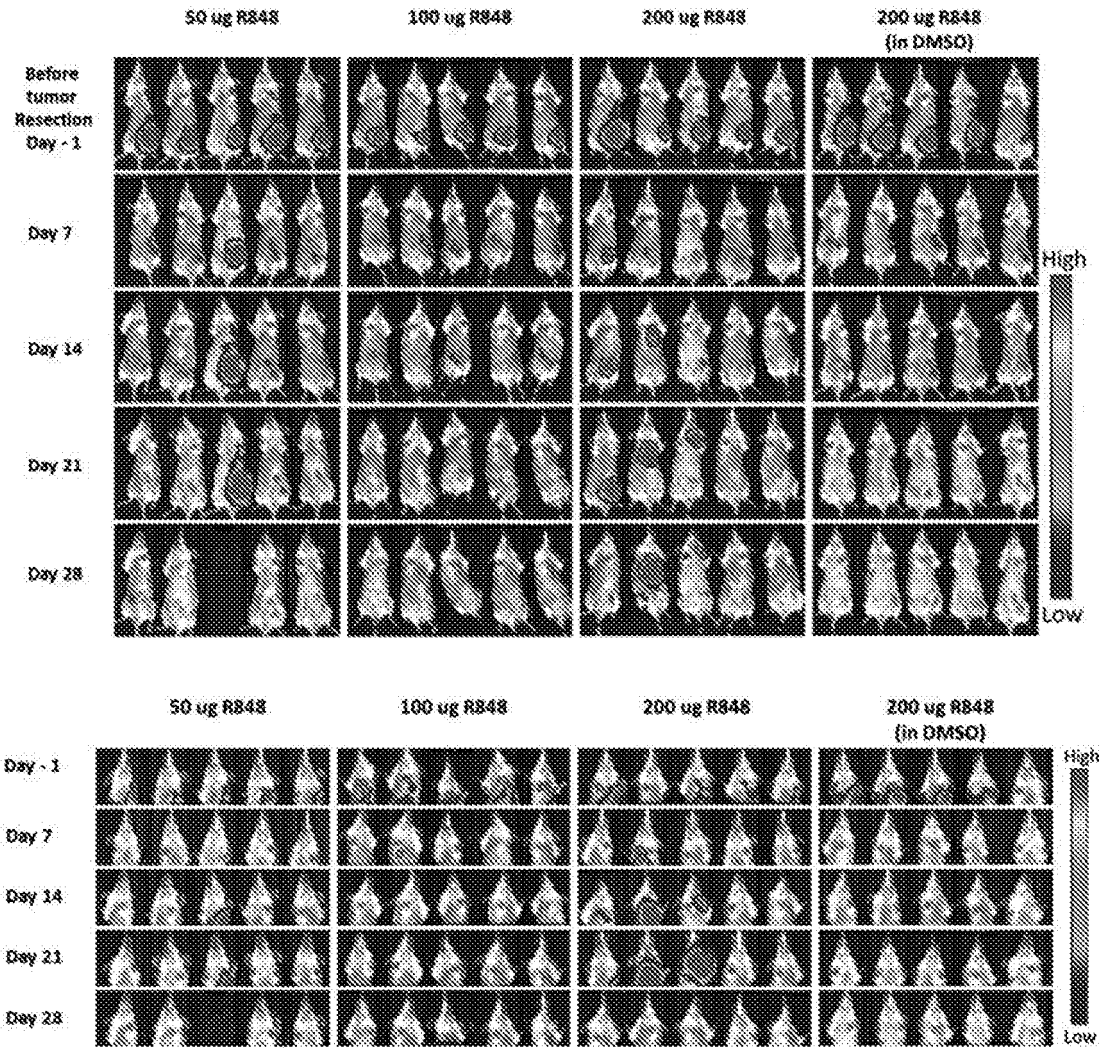 50 ug R848 100 ug R848 200 ug R848 200 ug R848
(in DMSO)
Before
tumor
Resection
Day - 1
Day 7
High
Day 14
Day 21
Day 28
Low
50 ug R848 100 ug R848 200 ug R848 200 ug R848
(in DMSO)
Day - 1
High
Day 7
Day 14
Day 21
Day 28
Low